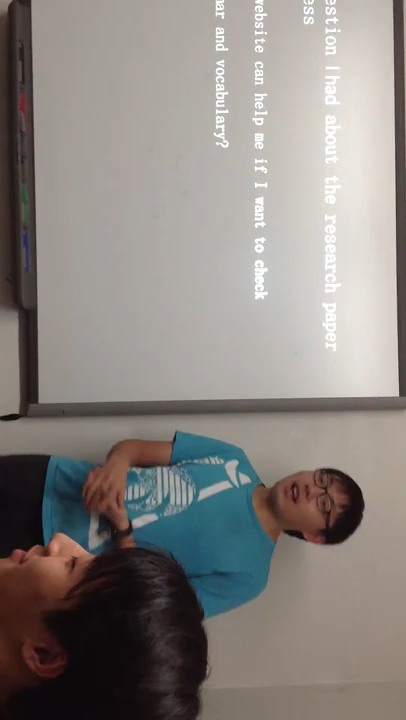 estion I had about the research paper
ess
website can help me if I want to check
ar and vocabulary?